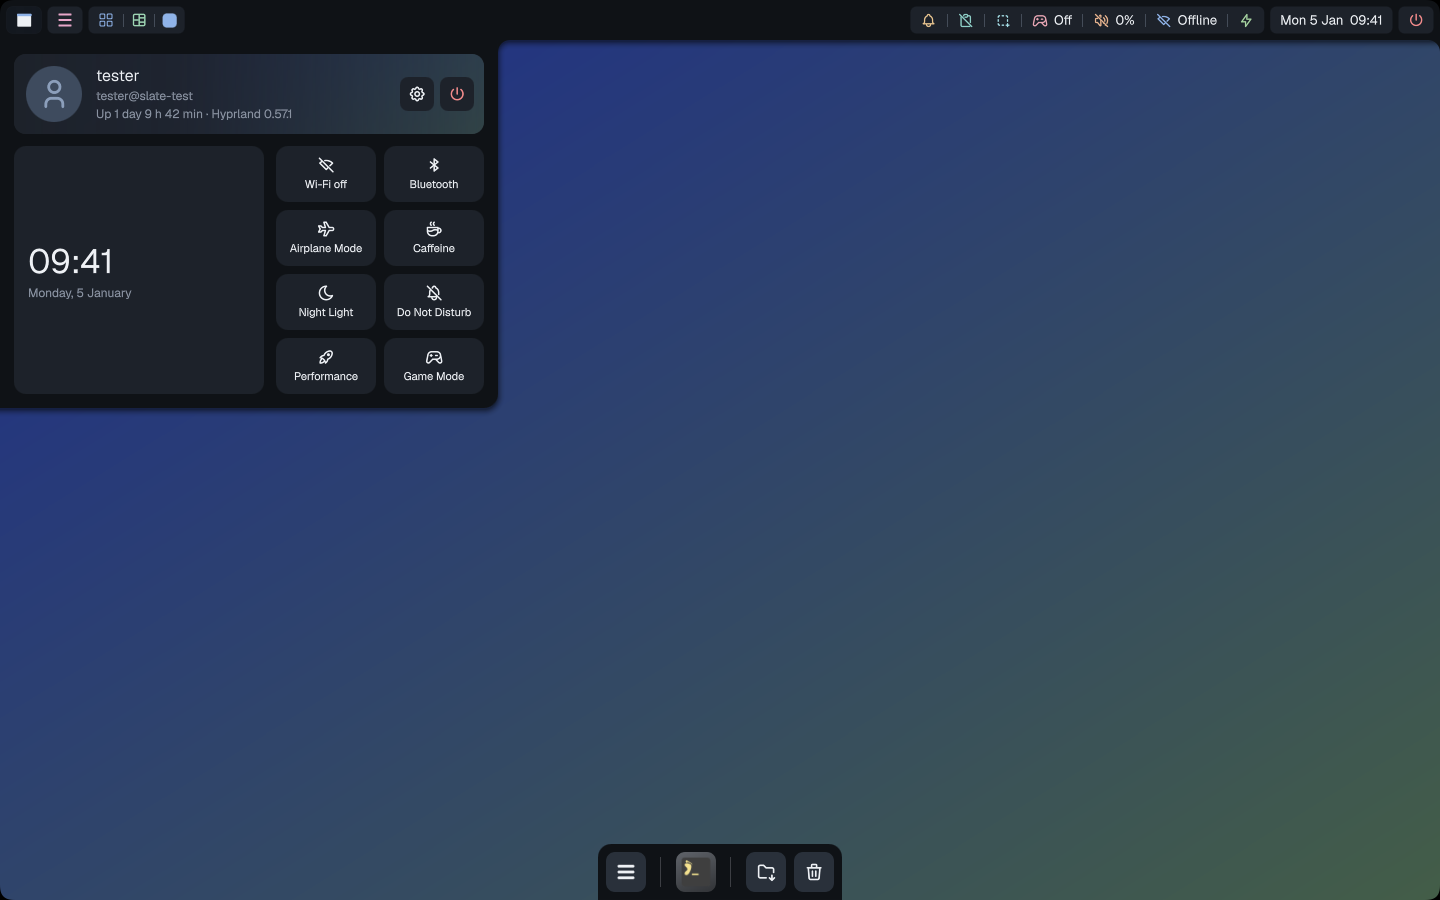 Off
0%
Offline
Mon 5 Jan 09:41
tester
tester@slate-test
Up 1 day 9 h 42 min · Hyprland 0.57.1
09:41
Monday, 5 January
Wi-Fi off
Bluetooth
Airplane Mode
Caffeine
Night Light
Do Not Disturb
Performance
Game Mode